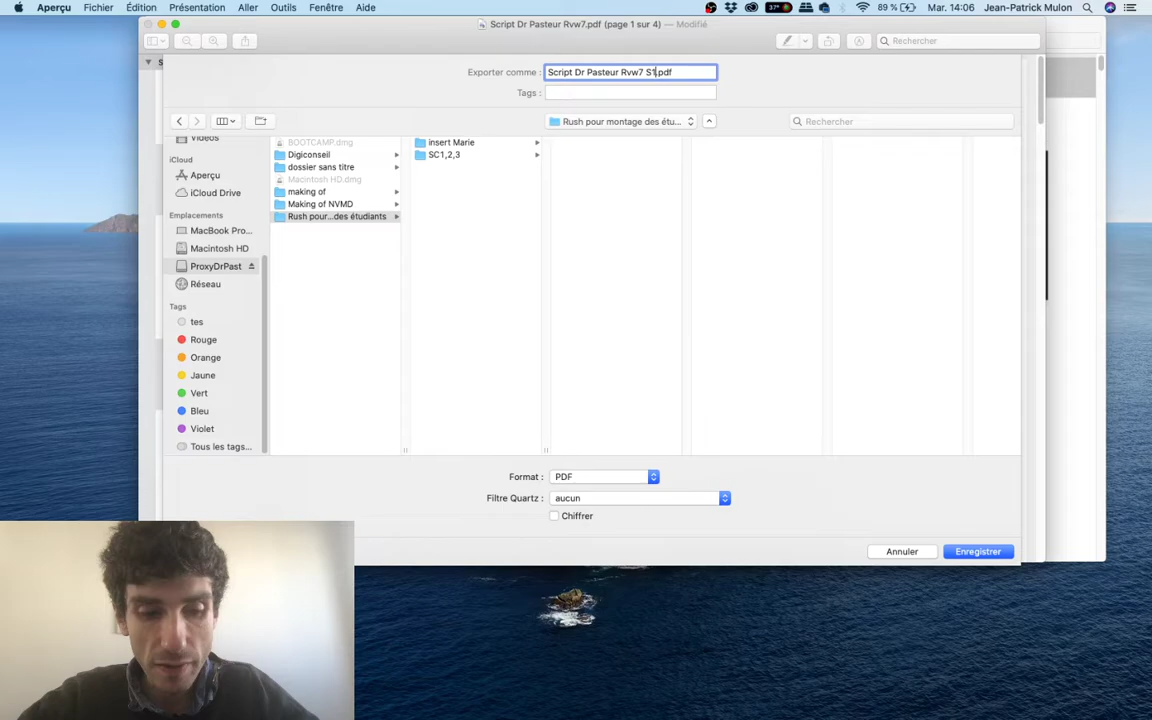 Aperçu Fichier Édition Présentation Aller Outils Fenêtre Aide 37° 89 % Mar. 14:06 Jean-Patrick Mulon
Script Dr Pasteur Rvw7.pdf (page 1 sur 4) — Modifié
Rechercher
S
Exporter comme : Script Dr Pasteur Rvw7 S1.pdf
Tags :
Rush pour montage des étu... Rechercher
Vidéos
iCloud
Aperçu
iCloud Drive
Emplacements
MacBook Pro...
Macintosh HD
ProxyDrPast
Réseau
Tags
tes
Rouge
Orange
Jaune
Vert
Bleu
Violet
Tous les tags...
BOOTCAMP.dmg
Digiconseil
dossier sans titre
Macintosh HD.dmg
making of
Making of NVMD
Rush pour...des étudiants
insert Marie
SC1,2,3
Format : PDF
Filtre Quartz : aucun
Chiffrer
Annuler Enregistrer